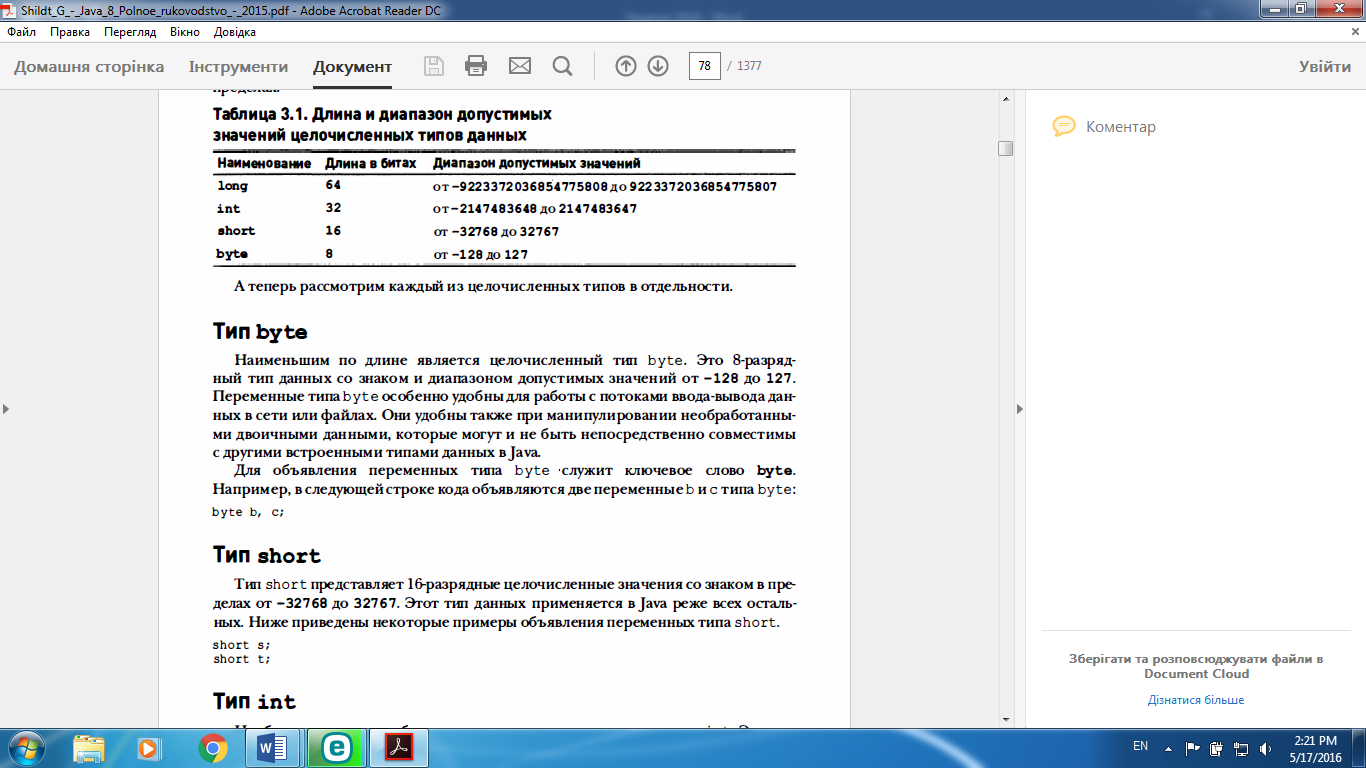 Shildt_G_-_Java_8_Polnoe_rukovodstvo_-_2015.pdf - Adobe Acrobat Reader DC
Файл Правка Перегляд Вікно Довідка
Домашня сторінка Інструменти Документ 78 / 1377 Увійти
пределах.
Таблица 3.1. Длина и диапазон допустимых
значений целочисленных типов данных
Наименование Длина в битах Диапазон допустимых значений
long 64 от -9223372036854775808 до 9223372036854775807
int 32 от -2147483648 до 2147483647
short 16 от -32768 до 32767
byte 8 от -128 до 127
А теперь рассмотрим каждый из целочисленных типов в отдельности.
Тип byte
Наименьшим по длине является целочисленный тип byte. Это 8-разряд-
ный тип данных со знаком и диапазоном допустимых значений от -128 до 127.
Переменные типа byte особенно удобны для работы с потоками ввода-вывода дан-
ных в сети или файлах. Они удобны также при манипулировании необработанны-
ми двоичными данными, которые могут и не быть непосредственно совместимы
с другими встроенными типами данных в Java.
Для объявления переменных типа byte служит ключевое слово byte.
Например, в следующей строке кода объявляются две переменные b и c типа byte:
byte b, c;
Тип short
Тип short представляет 16-разрядные целочисленные значения со знаком в пре-
делах от -32768 до 32767. Этот тип данных применяется в Java реже всех осталь-
ных. Ниже приведены некоторые примеры объявления переменных типа short.
short s;
short t;
Тип int
Коментар
Зберігати та розповсюджувати файли в
Document Cloud
Дізнатися більше
EN
2:21 PM
5/17/2016